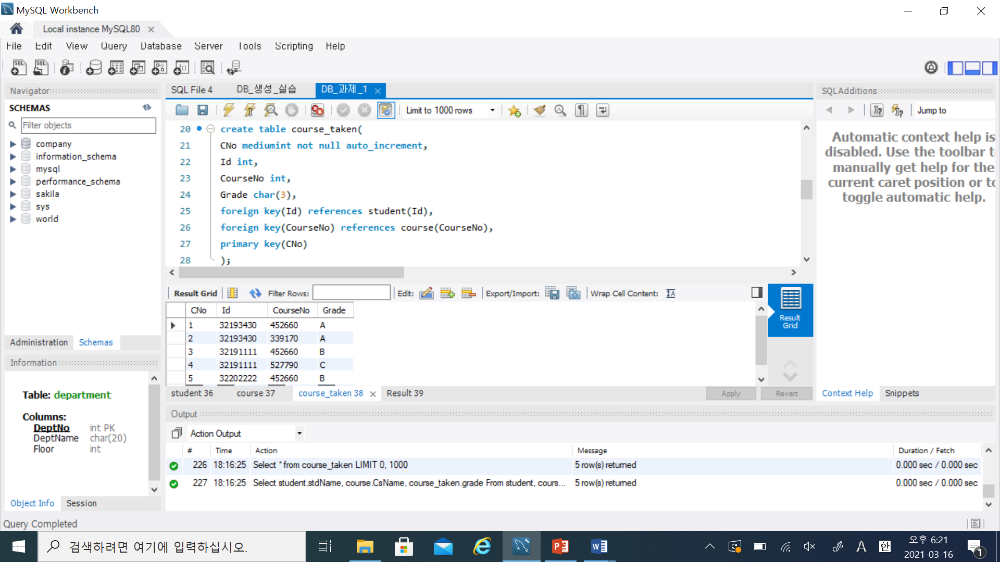 MySQL Workbench
Local instance MySQL80
File Edit View Query Database Server Tools Scripting Help
Navigator
SCHEMAS
Filter objects
company
information_schema
mysql
performance_schema
sakila
sys
world
Administration Schemas
Information
Table: department
Columns:
DeptNo int PK
DeptName char(20)
Floor int
Object Info Session
SQL File 4 DB_생성_실습 DB_과제_1
Limit to 1000 rows
20 create table course_taken(
21 CNo mediumint not null auto_increment,
22 Id int,
23 CourseNo int,
24 Grade char(3),
25 foreign key(Id) references student(Id),
26 foreign key(CourseNo) references course(CourseNo),
27 primary key(CNo)
28 );
Result Grid Filter Rows: Edit: Export/Import: Wrap Cell Content:
CNo Id CourseNo Grade
1 32193430 452660 A
2 32193430 339170 A
3 32191111 452660 B
4 32191111 527790 C
5 32202222 452660 B
Result
Grid
student 36 course 37 course_taken 38 Result 39
Apply Revert
SQLAdditions
Jump to
Automatic context help is
disabled. Use the toolbar t
manually get help for the
current caret position or to
toggle automatic help.
Context Help Snippets
Output
Action Output
# Time Action Message Duration / Fetch
226 18:16:25 Select * from course_taken LIMIT 0, 1000 5 row(s) returned 0.000 sec / 0.000 sec
227 18:16:25 Select student.stdName, course.CsName, course_taken.grade From student, cours... 5 row(s) returned 0.000 sec / 0.000 sec
Query Completed
검색하려면 여기에 입력하십시오.
A 한
오후 6:21
2021-03-16
1